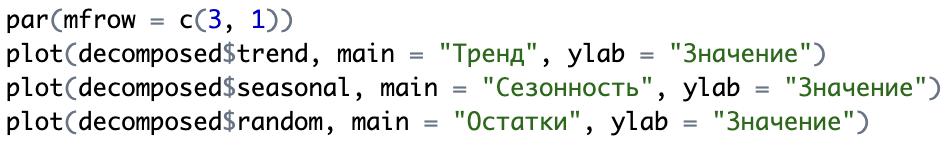 par(mfrow = c(3, 1))
plot(decomposed$trend, main = "Тренд", ylab = "Значение")
plot(decomposed$seasonal, main = "Сезонность", ylab = "Значение")
plot(decomposed$random, main = "Остатки", ylab = "Значение")